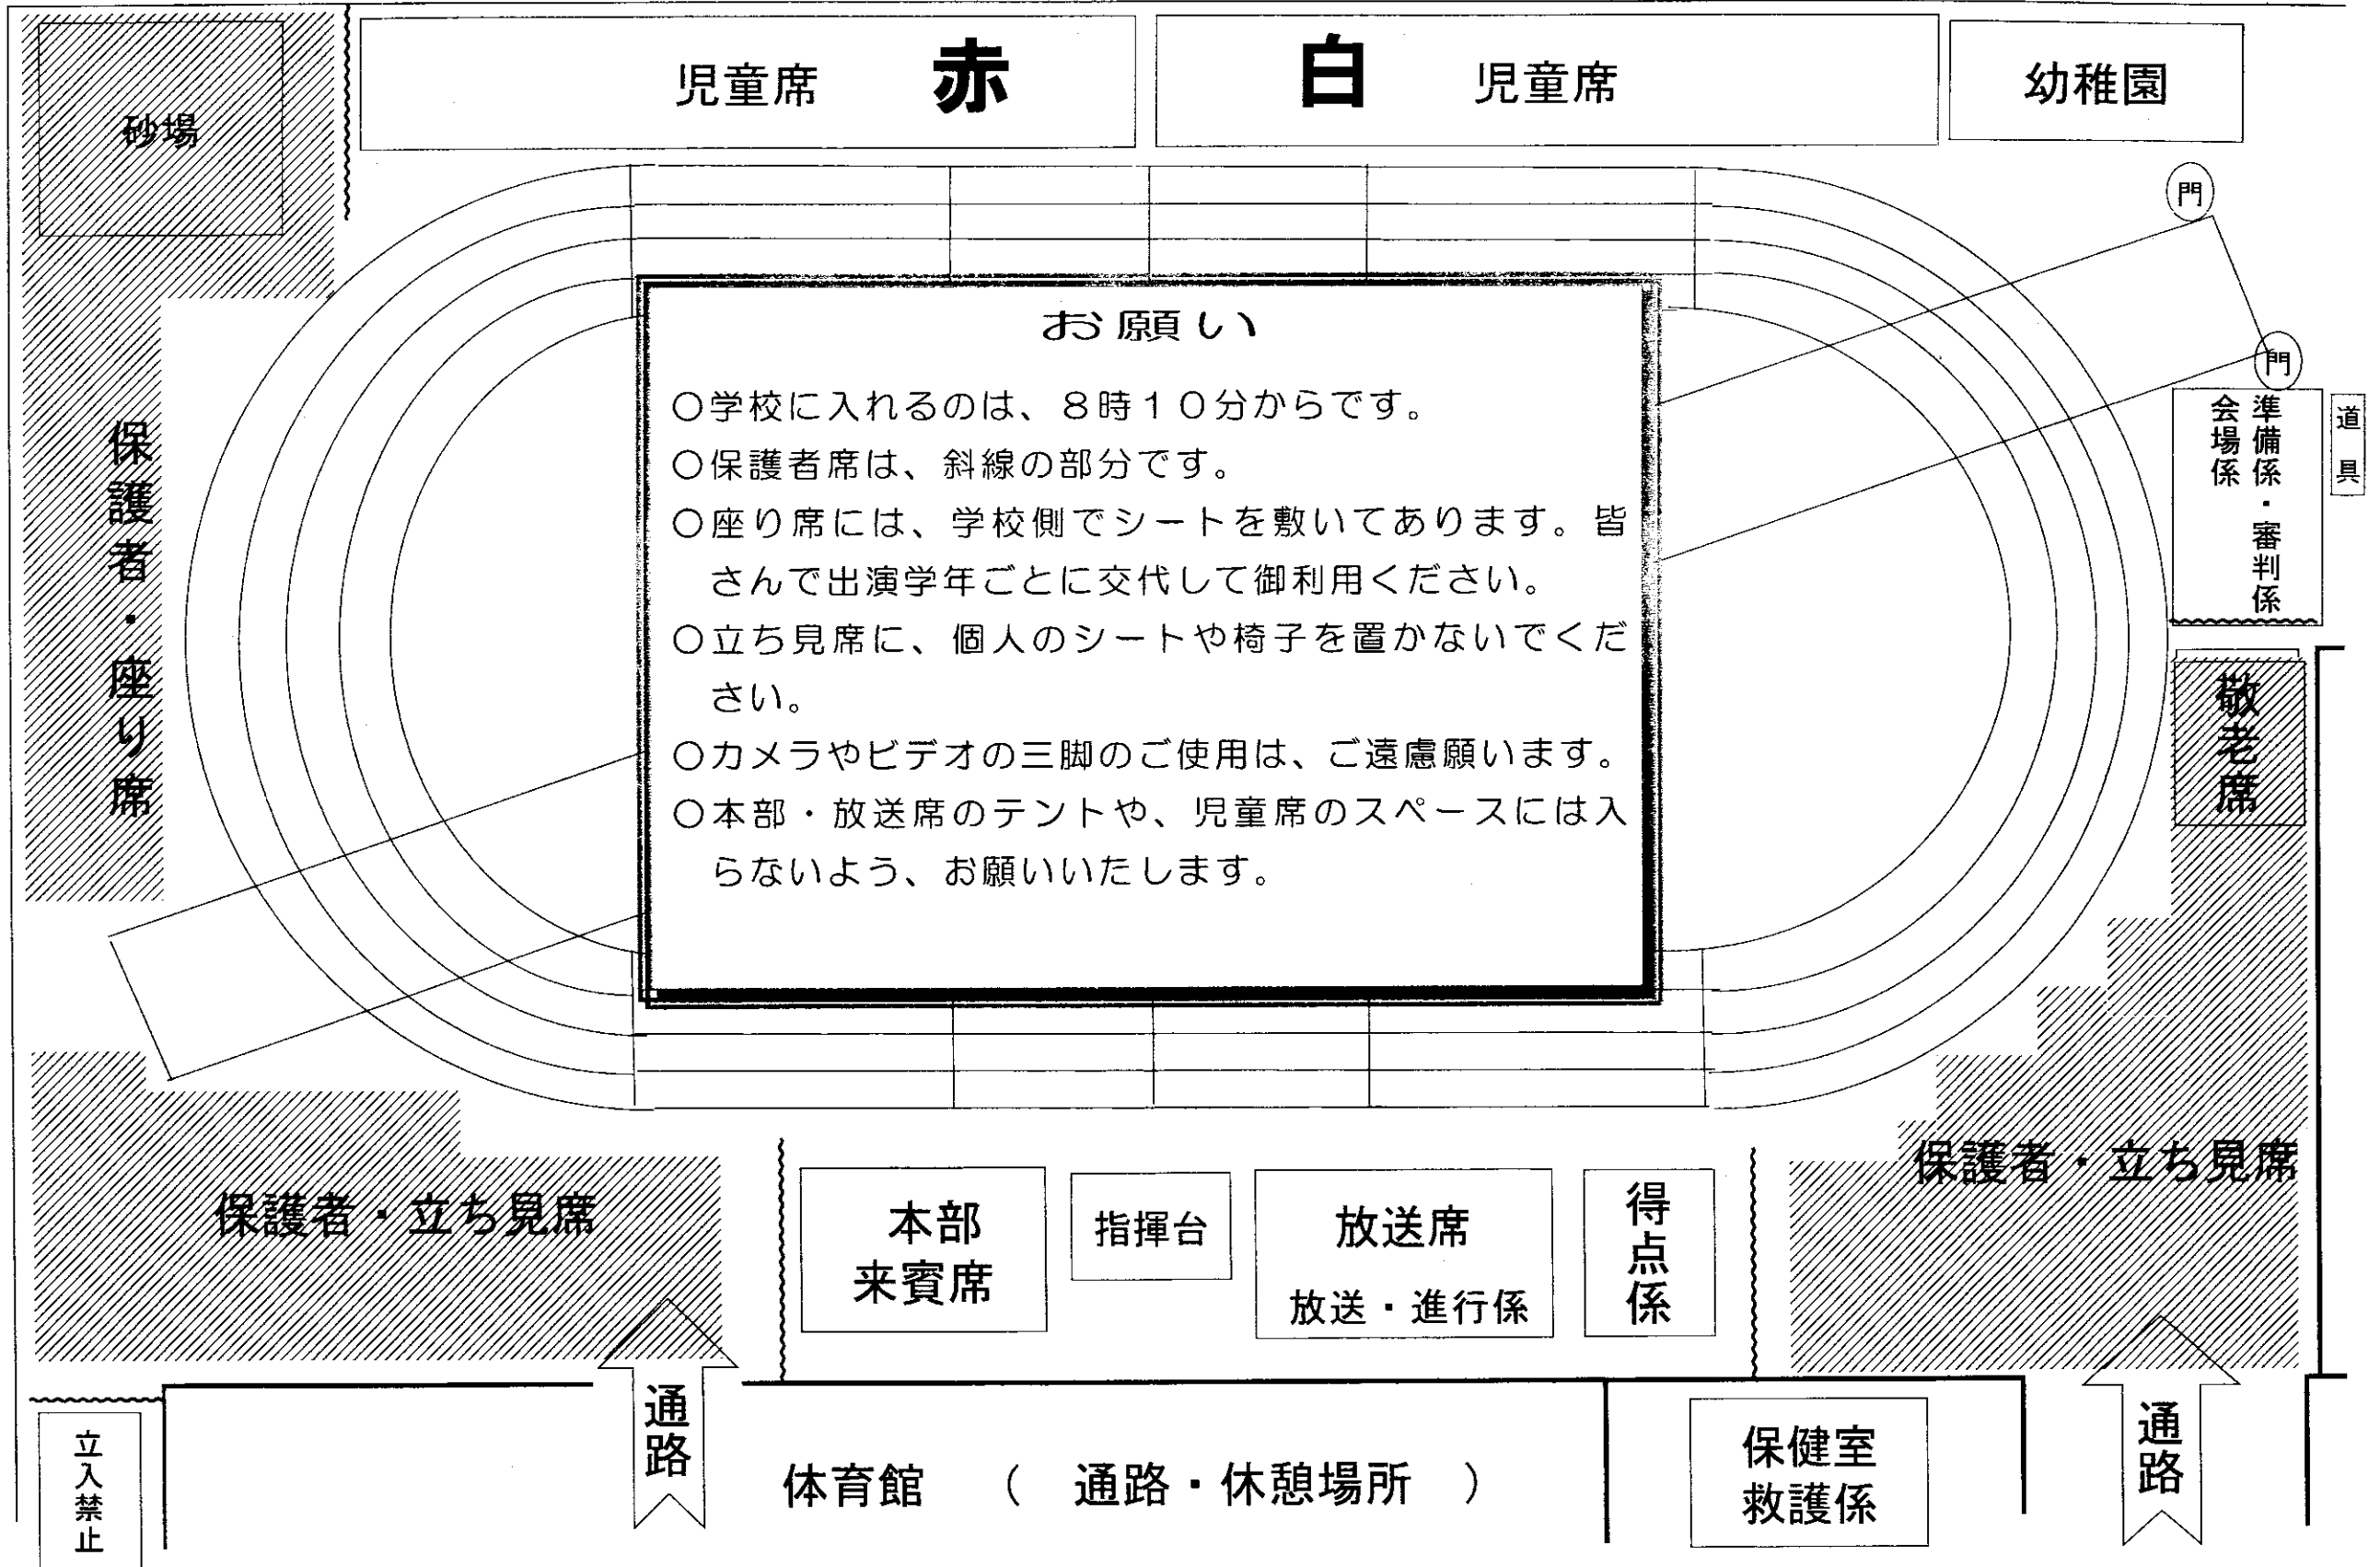 児童席 赤
白 児童席
幼稚園
砂場
門
門
お願い
○学校に入れるのは、８時１０分からです。
○保護者席は、斜線の部分です。
○座り席には、学校側でシートを敷いてあります。皆
さんで出演学年ごとに交代して御利用ください。
○立ち見席に、個人のシートや椅子を置かないでくだ
さい。
○カメラやビデオの三脚のご使用は、ご遠慮願います。
○本部・放送席のテントや、児童席のスペースには入
らないよう、お願いいたします。
保護者・座り席
準備係・審判係
会場係
道具
敬老席
保護者・立ち見席
保護者・立ち見席
本部
来賓席
指揮台
放送席
放送・進行係
得点係
通路
通路
立入禁止
体育館 （ 通路・休憩場所 ）
保健室
救護係